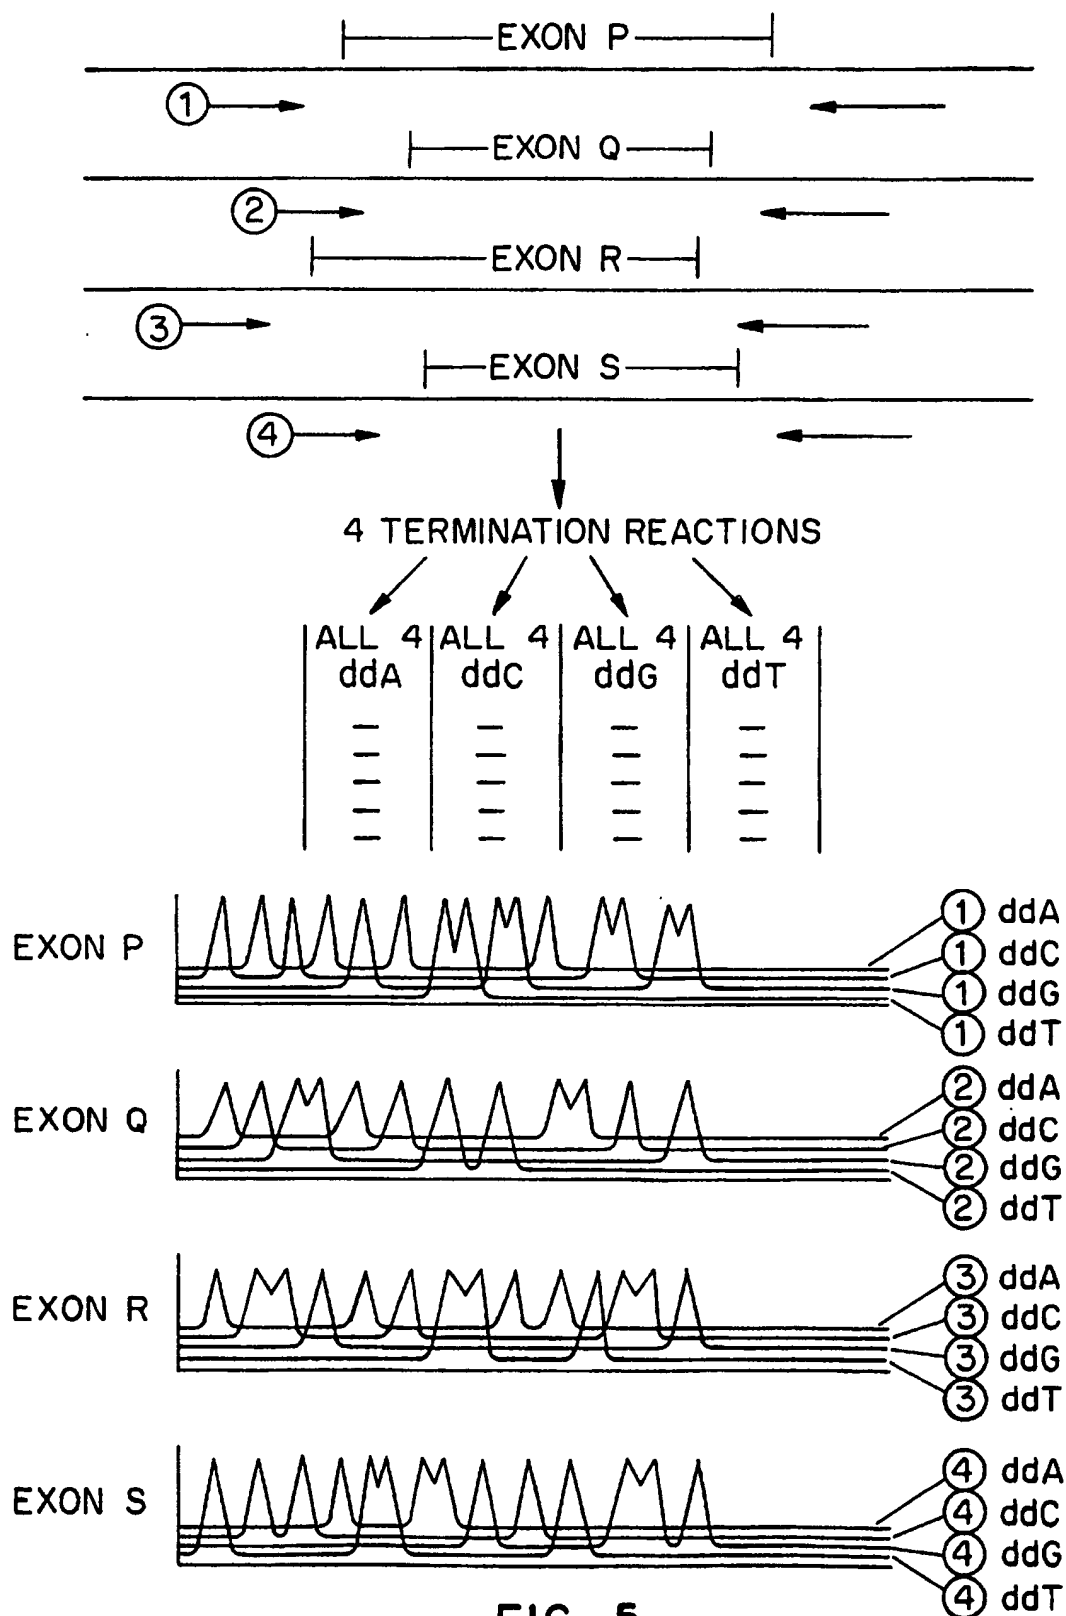 EXON P
1
EXON Q
2
EXON R
3
EXON S
4
4 TERMINATION REACTIONS
ALL 4 ddA
ALL 4 ddC
ALL 4 ddG
ALL 4 ddT
EXON P
1 ddA
1 ddC
1 ddG
1 ddT
EXON Q
2 ddA
2 ddC
2 ddG
2 ddT
EXON R
3 ddA
3 ddC
3 ddG
3 ddT
EXON S
4 ddA
4 ddC
4 ddG
4 ddT